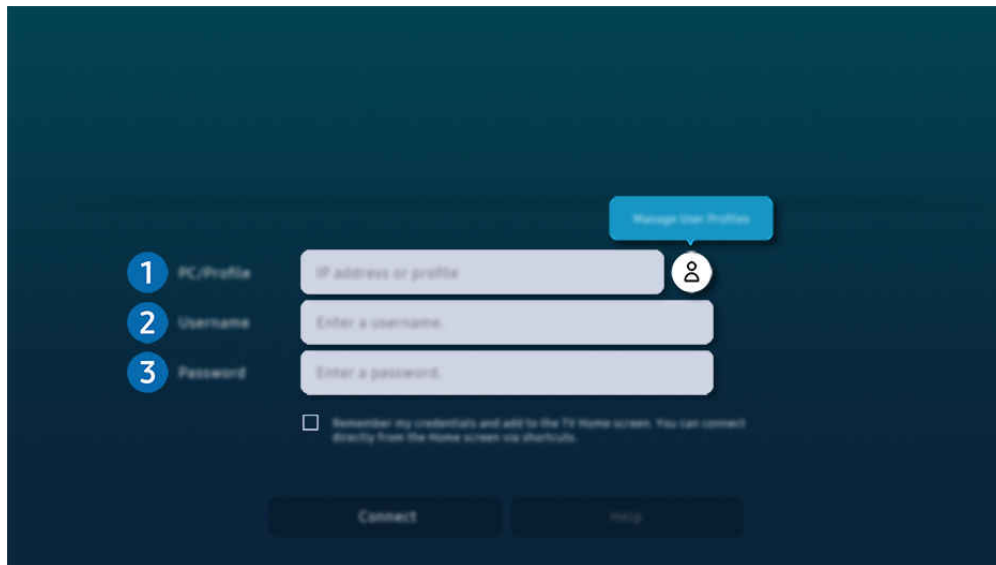 Manage User Profiles
1 PC/Profile IP address or profile
2 Username Enter a username.
3 Password Enter a password.
Remember my credentials and add to the TV Home screen. You can connect
directly from the Home screen via shortcuts.
Connect Help